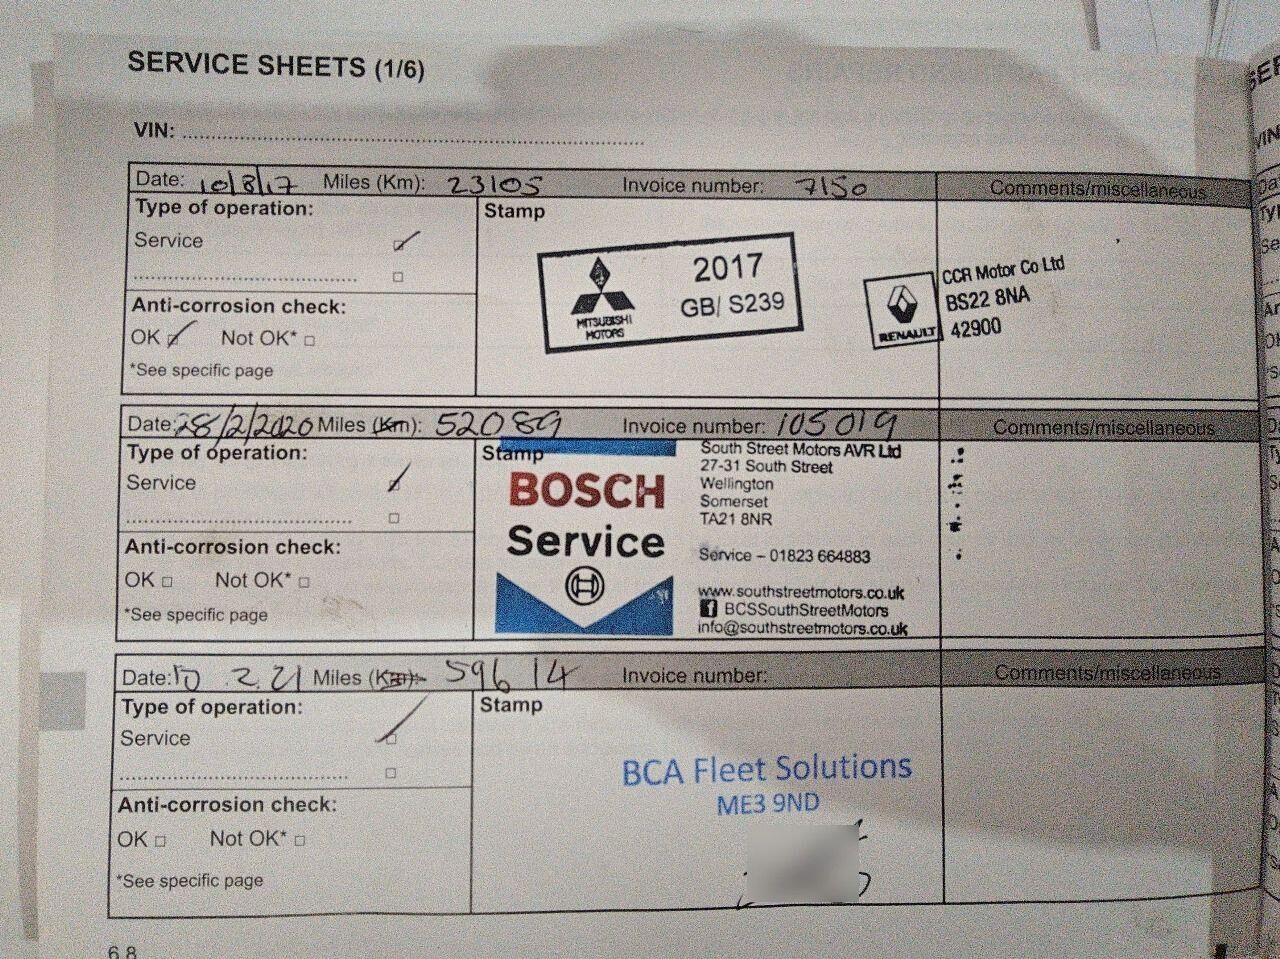 SERVICE SHEETS (1/6)
VIN: ..........................................................................
Date: 10/8/17 Miles (Km): 23105 Invoice number: 7150 Comments/miscellaneous
Type of operation:
Stamp
Service
Anti-corrosion check:
OK Not OK*
*See specific page
MITSUBISHI
MOTORS
2017
GB/ S239
RENAULT
CCR Motor Co Ltd
BS22 8NA
42900
Date: 28/2/2020 Miles (Km): 52089 Invoice number: 105019 Comments/miscellaneous
Type of operation:
Stamp
Service
Anti-corrosion check:
OK Not OK*
*See specific page
BOSCH
Service
South Street Motors AVR Ltd
27-31 South Street
Wellington
Somerset
TA21 8NR
Service – 01823 664883
www.southstreetmotors.co.uk
BCSSouthStreetMotors
info@southstreetmotors.co.uk
Date: 10 .2.21 Miles (Km): 59614 Invoice number: Comments/miscellaneous
Type of operation:
Stamp
Service
Anti-corrosion check:
OK Not OK*
*See specific page
BCA Fleet Solutions
ME3 9ND
6.8